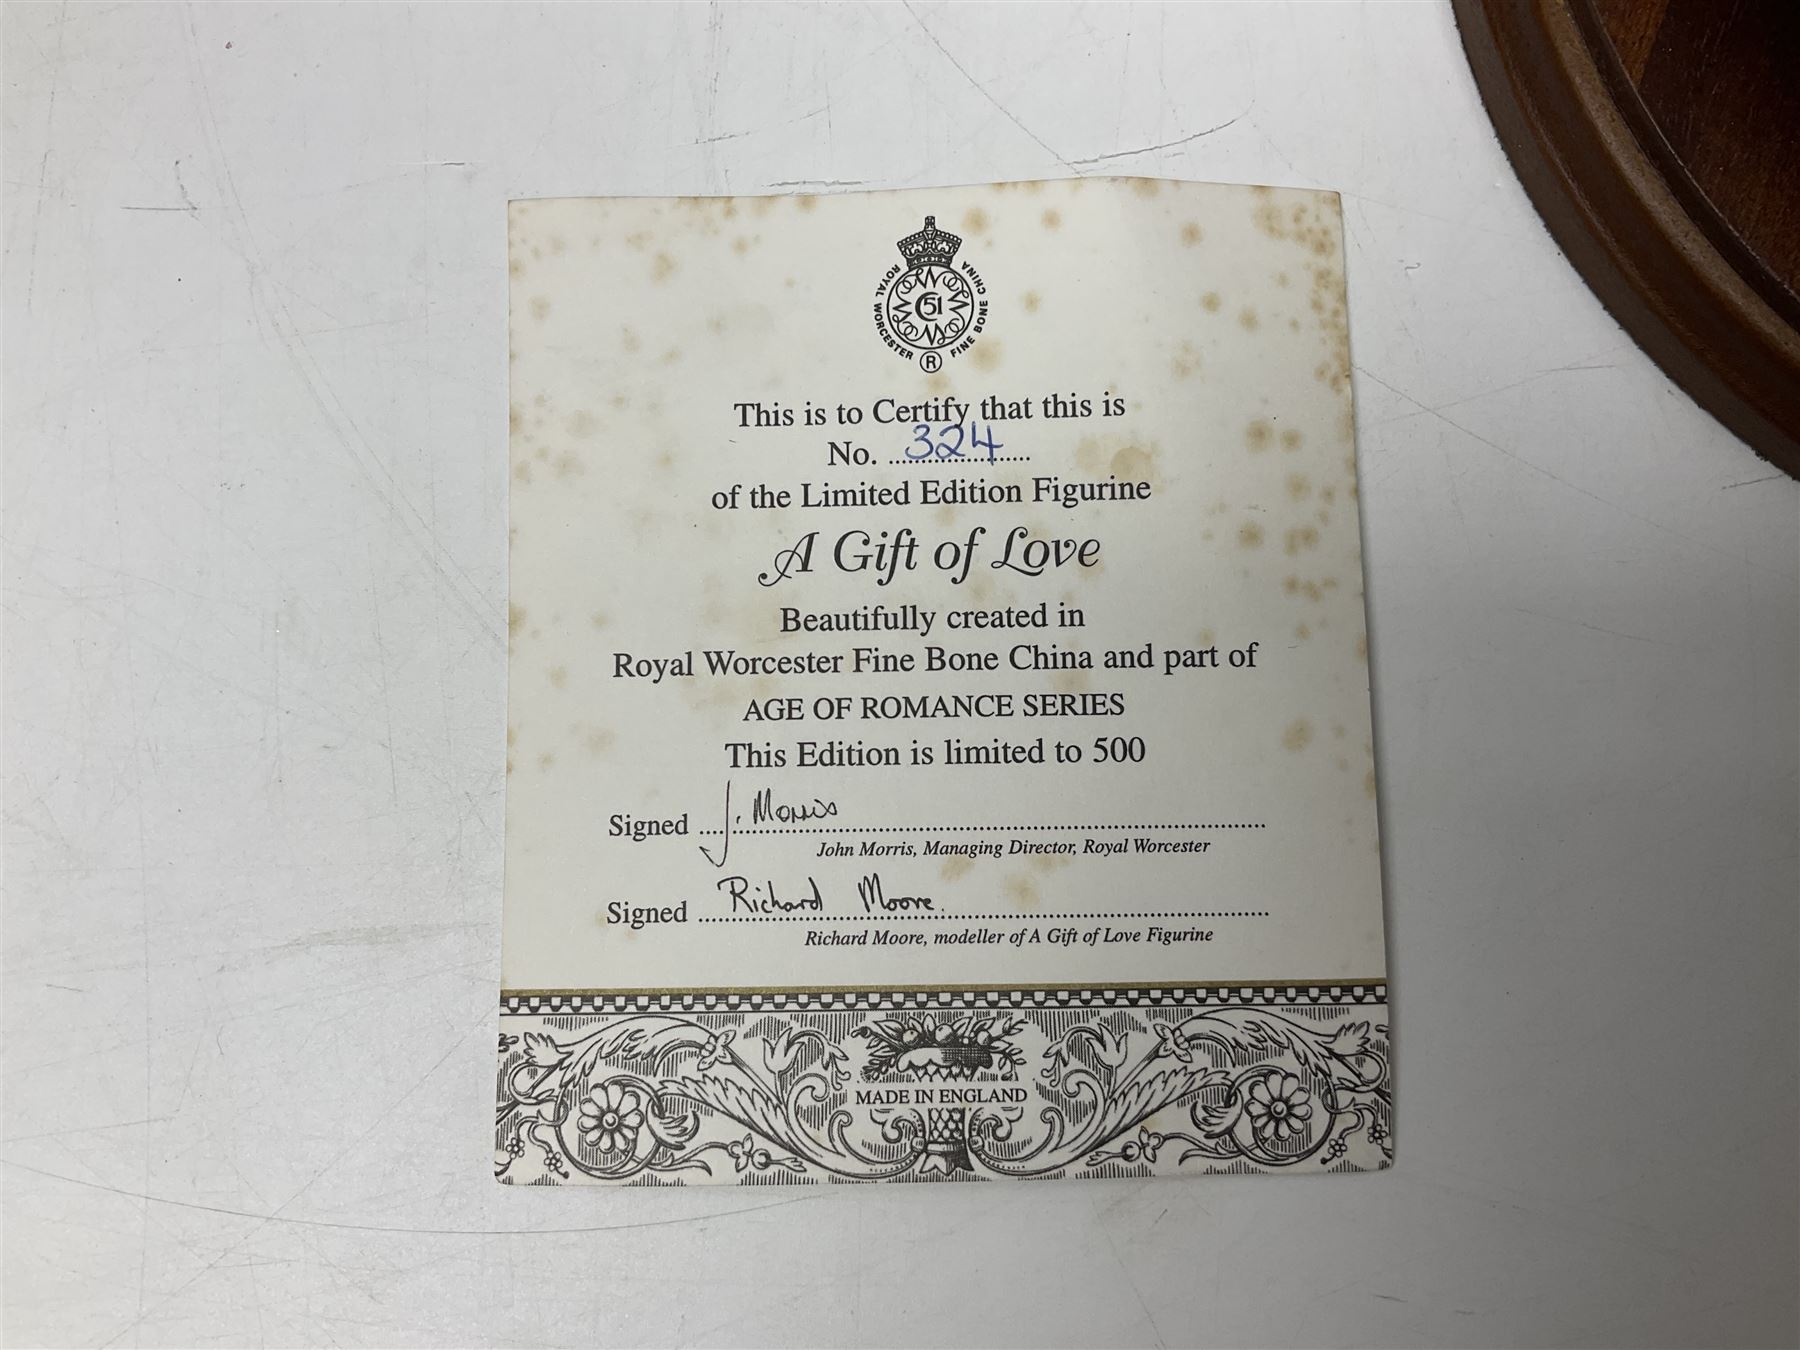 ROYAL WORCESTER FINE BONE CHINA
51
R
This is to Certify that this is
No. 324
of the Limited Edition Figurine
A Gift of Love
Beautifully created in
Royal Worcester Fine Bone China and part of
AGE OF ROMANCE SERIES
This Edition is limited to 500
Signed J. Morris
John Morris, Managing Director, Royal Worcester
Signed Richard Moore.
Richard Moore, modeller of A Gift of Love Figurine
MADE IN ENGLAND